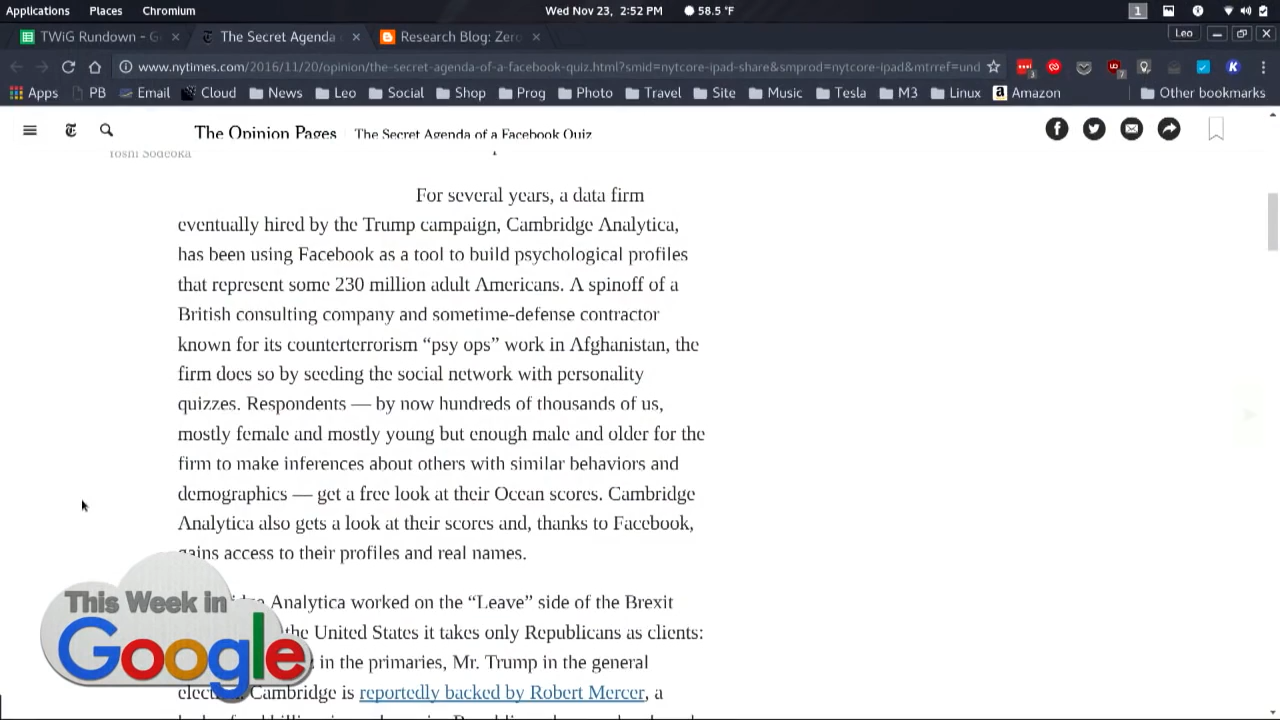 Applications Places Chromium Wed Nov 23, 2:52 PM 58.5 °F 1
TWiG Rundown - G The Secret Agenda Research Blog: Zero Leo
www.nytimes.com/2016/11/20/opinion/the-secret-agenda-of-a-facebook-quiz.html?smid=nytcore-ipad-share&smprod=nytcore-ipad&mtrref=und
Apps PB Email Cloud News Leo Social Shop Prog Photo Travel Site Music Tesla M3 Linux Amazon Other bookmarks
The Opinion Pages The Secret Agenda of a Facebook Quiz
Yoshi Sodeoka
For several years, a data firm
eventually hired by the Trump campaign, Cambridge Analytica,
has been using Facebook as a tool to build psychological profiles
that represent some 230 million adult Americans. A spinoff of a
British consulting company and sometime-defense contractor
known for its counterterrorism “psy ops” work in Afghanistan, the
firm does so by seeding the social network with personality
quizzes. Respondents — by now hundreds of thousands of us,
mostly female and mostly young but enough male and older for the
firm to make inferences about others with similar behaviors and
demographics — get a free look at their Ocean scores. Cambridge
Analytica also gets a look at their scores and, thanks to Facebook,
gains access to their profiles and real names.
Analytica worked on the “Leave” side of the Brexit
the United States it takes only Republicans as clients:
in the primaries, Mr. Trump in the general
Cambridge is reportedly backed by Robert Mercer, a
This Week in
Google